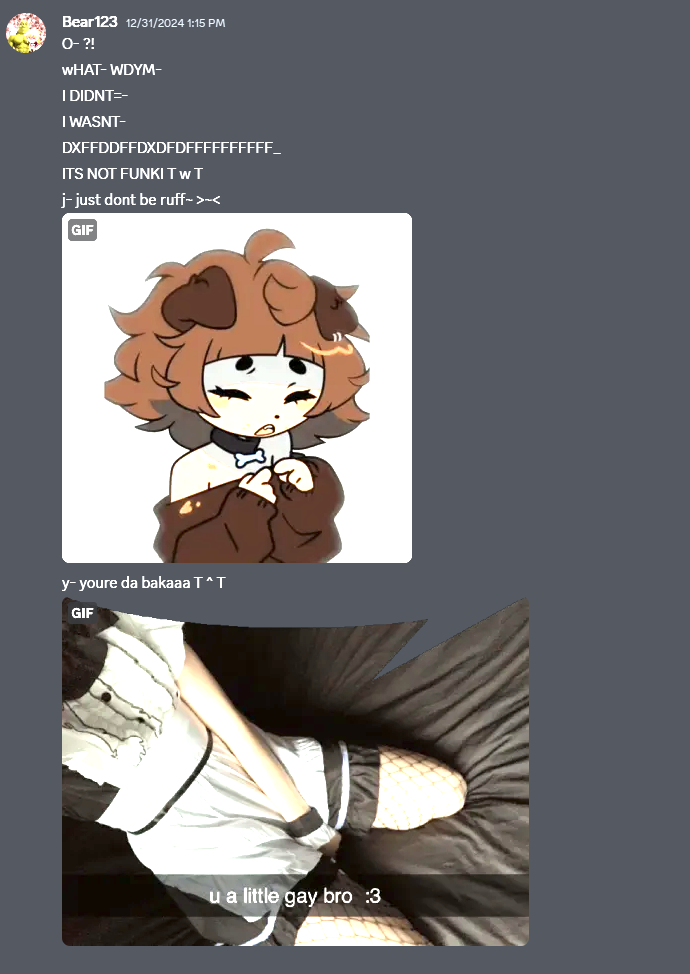 Bear123 12/31/2024 1:15 PM
O- ?!
wHAT- WDYM-
I DIDNT=-
I WASNT-
DXFFDDFFDXDFDFFFFFFFFFF_
ITS NOT FUNKI T w T
j- just dont be ruff~ >~<
GIF
y- youre da bakaaa T ^ T
GIF
u a little gay bro :3